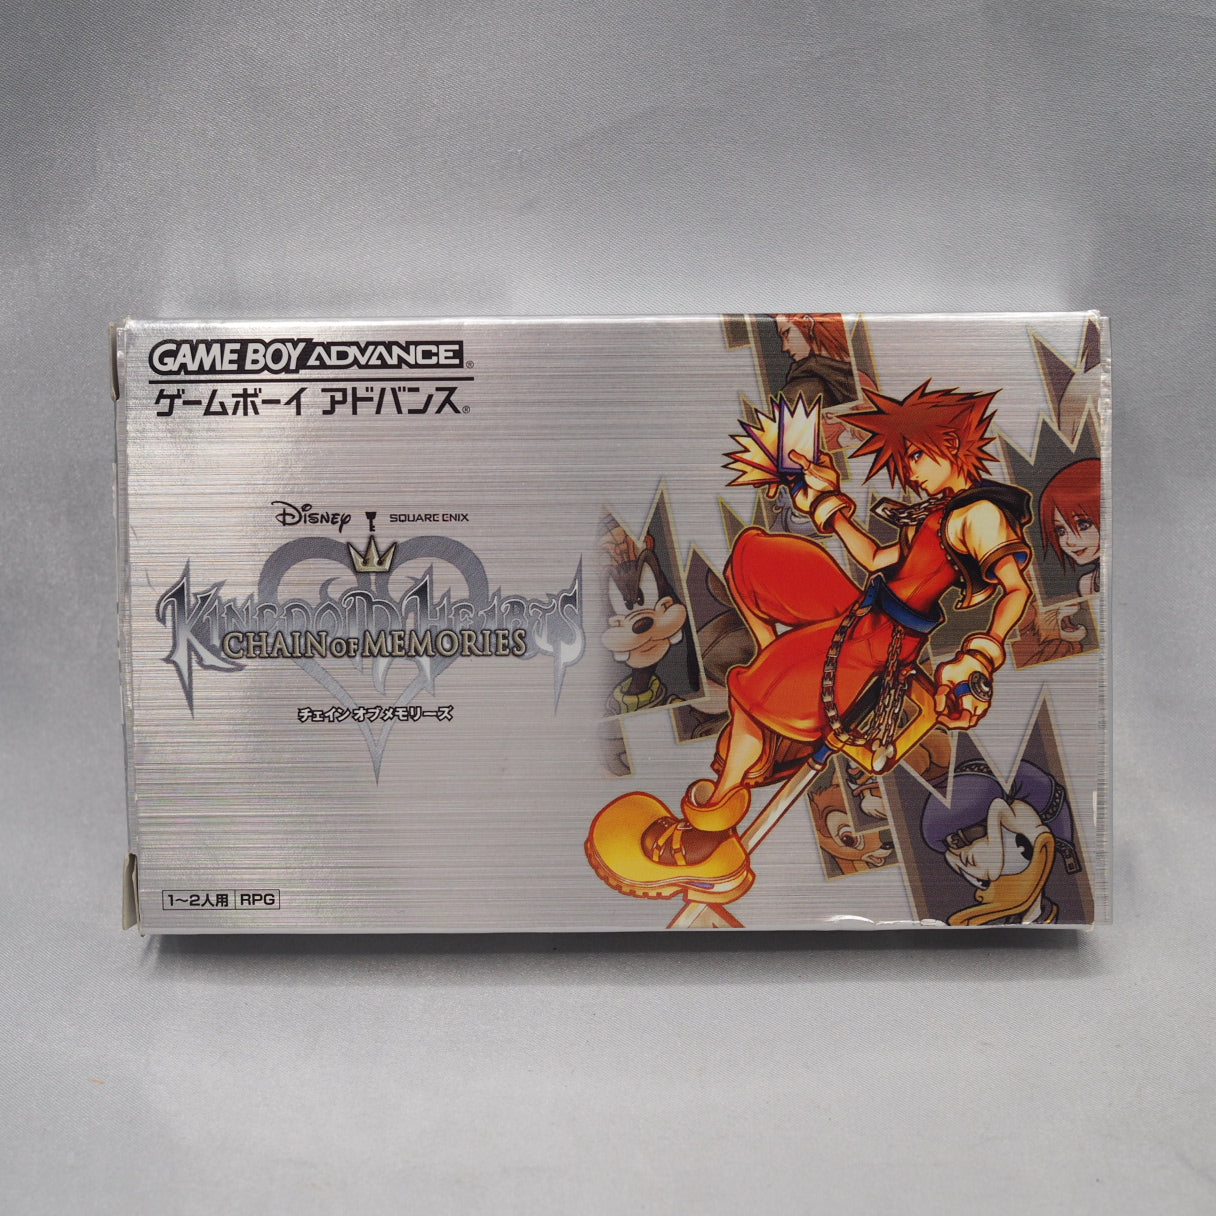 GAME BOY ADVANCE®
ゲームボーイ アドバンス®
Disney SQUARE ENIX
KINGDOM HEARTS
CHAIN OF MEMORIES
チェイン オブ メモリーズ
1〜2人用 RPG